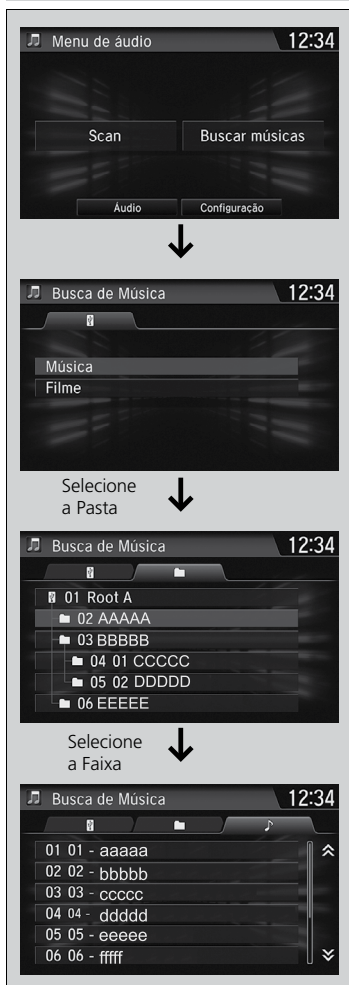 Menu de áudio 12:34
Scan Buscar músicas
Áudio Configuração
Busca de Música 12:34
Música
Filme
Selecione
a Pasta
Busca de Música 12:34
01 Root A
02 AAAAA
03 BBBBB
04 01 CCCCC
05 02 DDDDD
06 EEEEE
Selecione
a Faixa
Busca de Música 12:34
01 01 - aaaaa
02 02 - bbbbb
03 03 - ccccc
04 04 - ddddd
05 05 - eeeee
06 06 - fffff